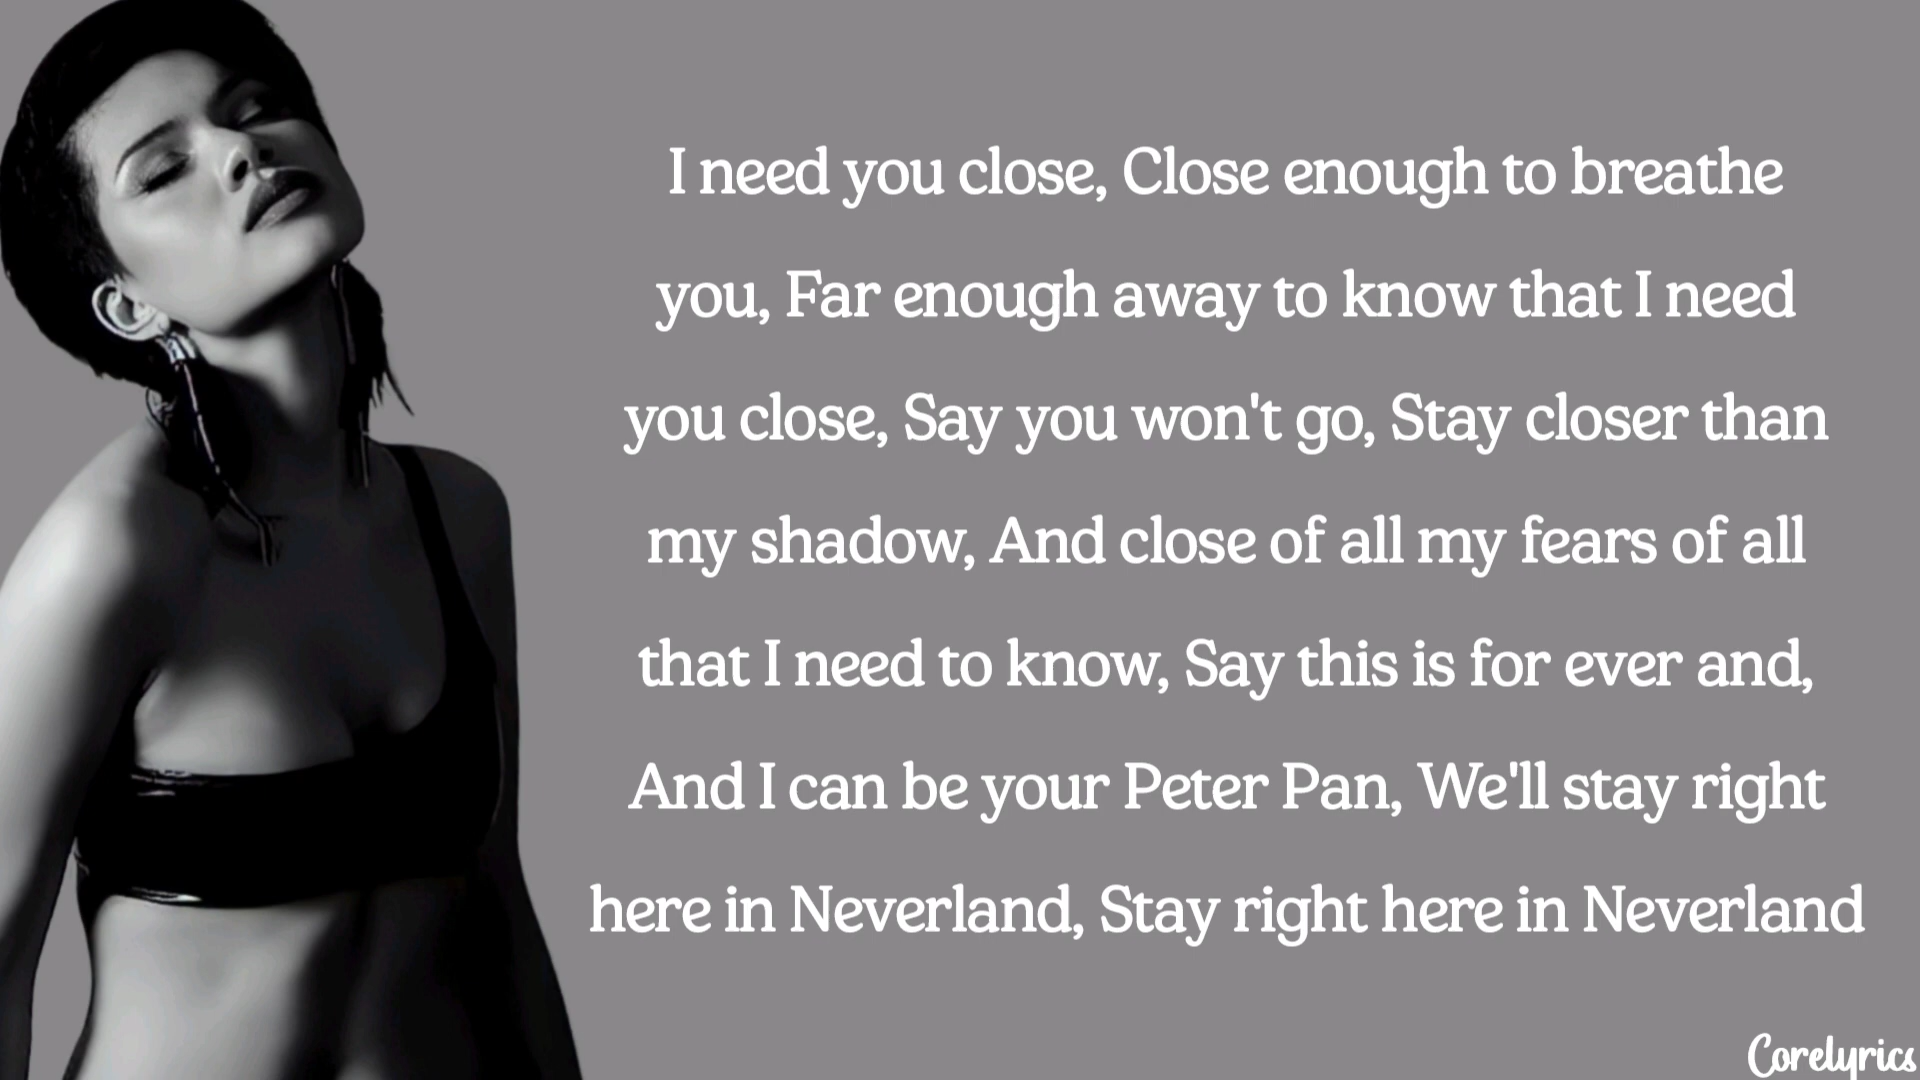 I need you close, Close enough to breathe
you, Far enough away to know that I need
you close, Say you won't go, Stay closer than
my shadow, And close of all my fears of all
that I need to know, Say this is for ever and,
And I can be your Peter Pan, We'll stay right
here in Neverland, Stay right here in Neverland
Corelyrics